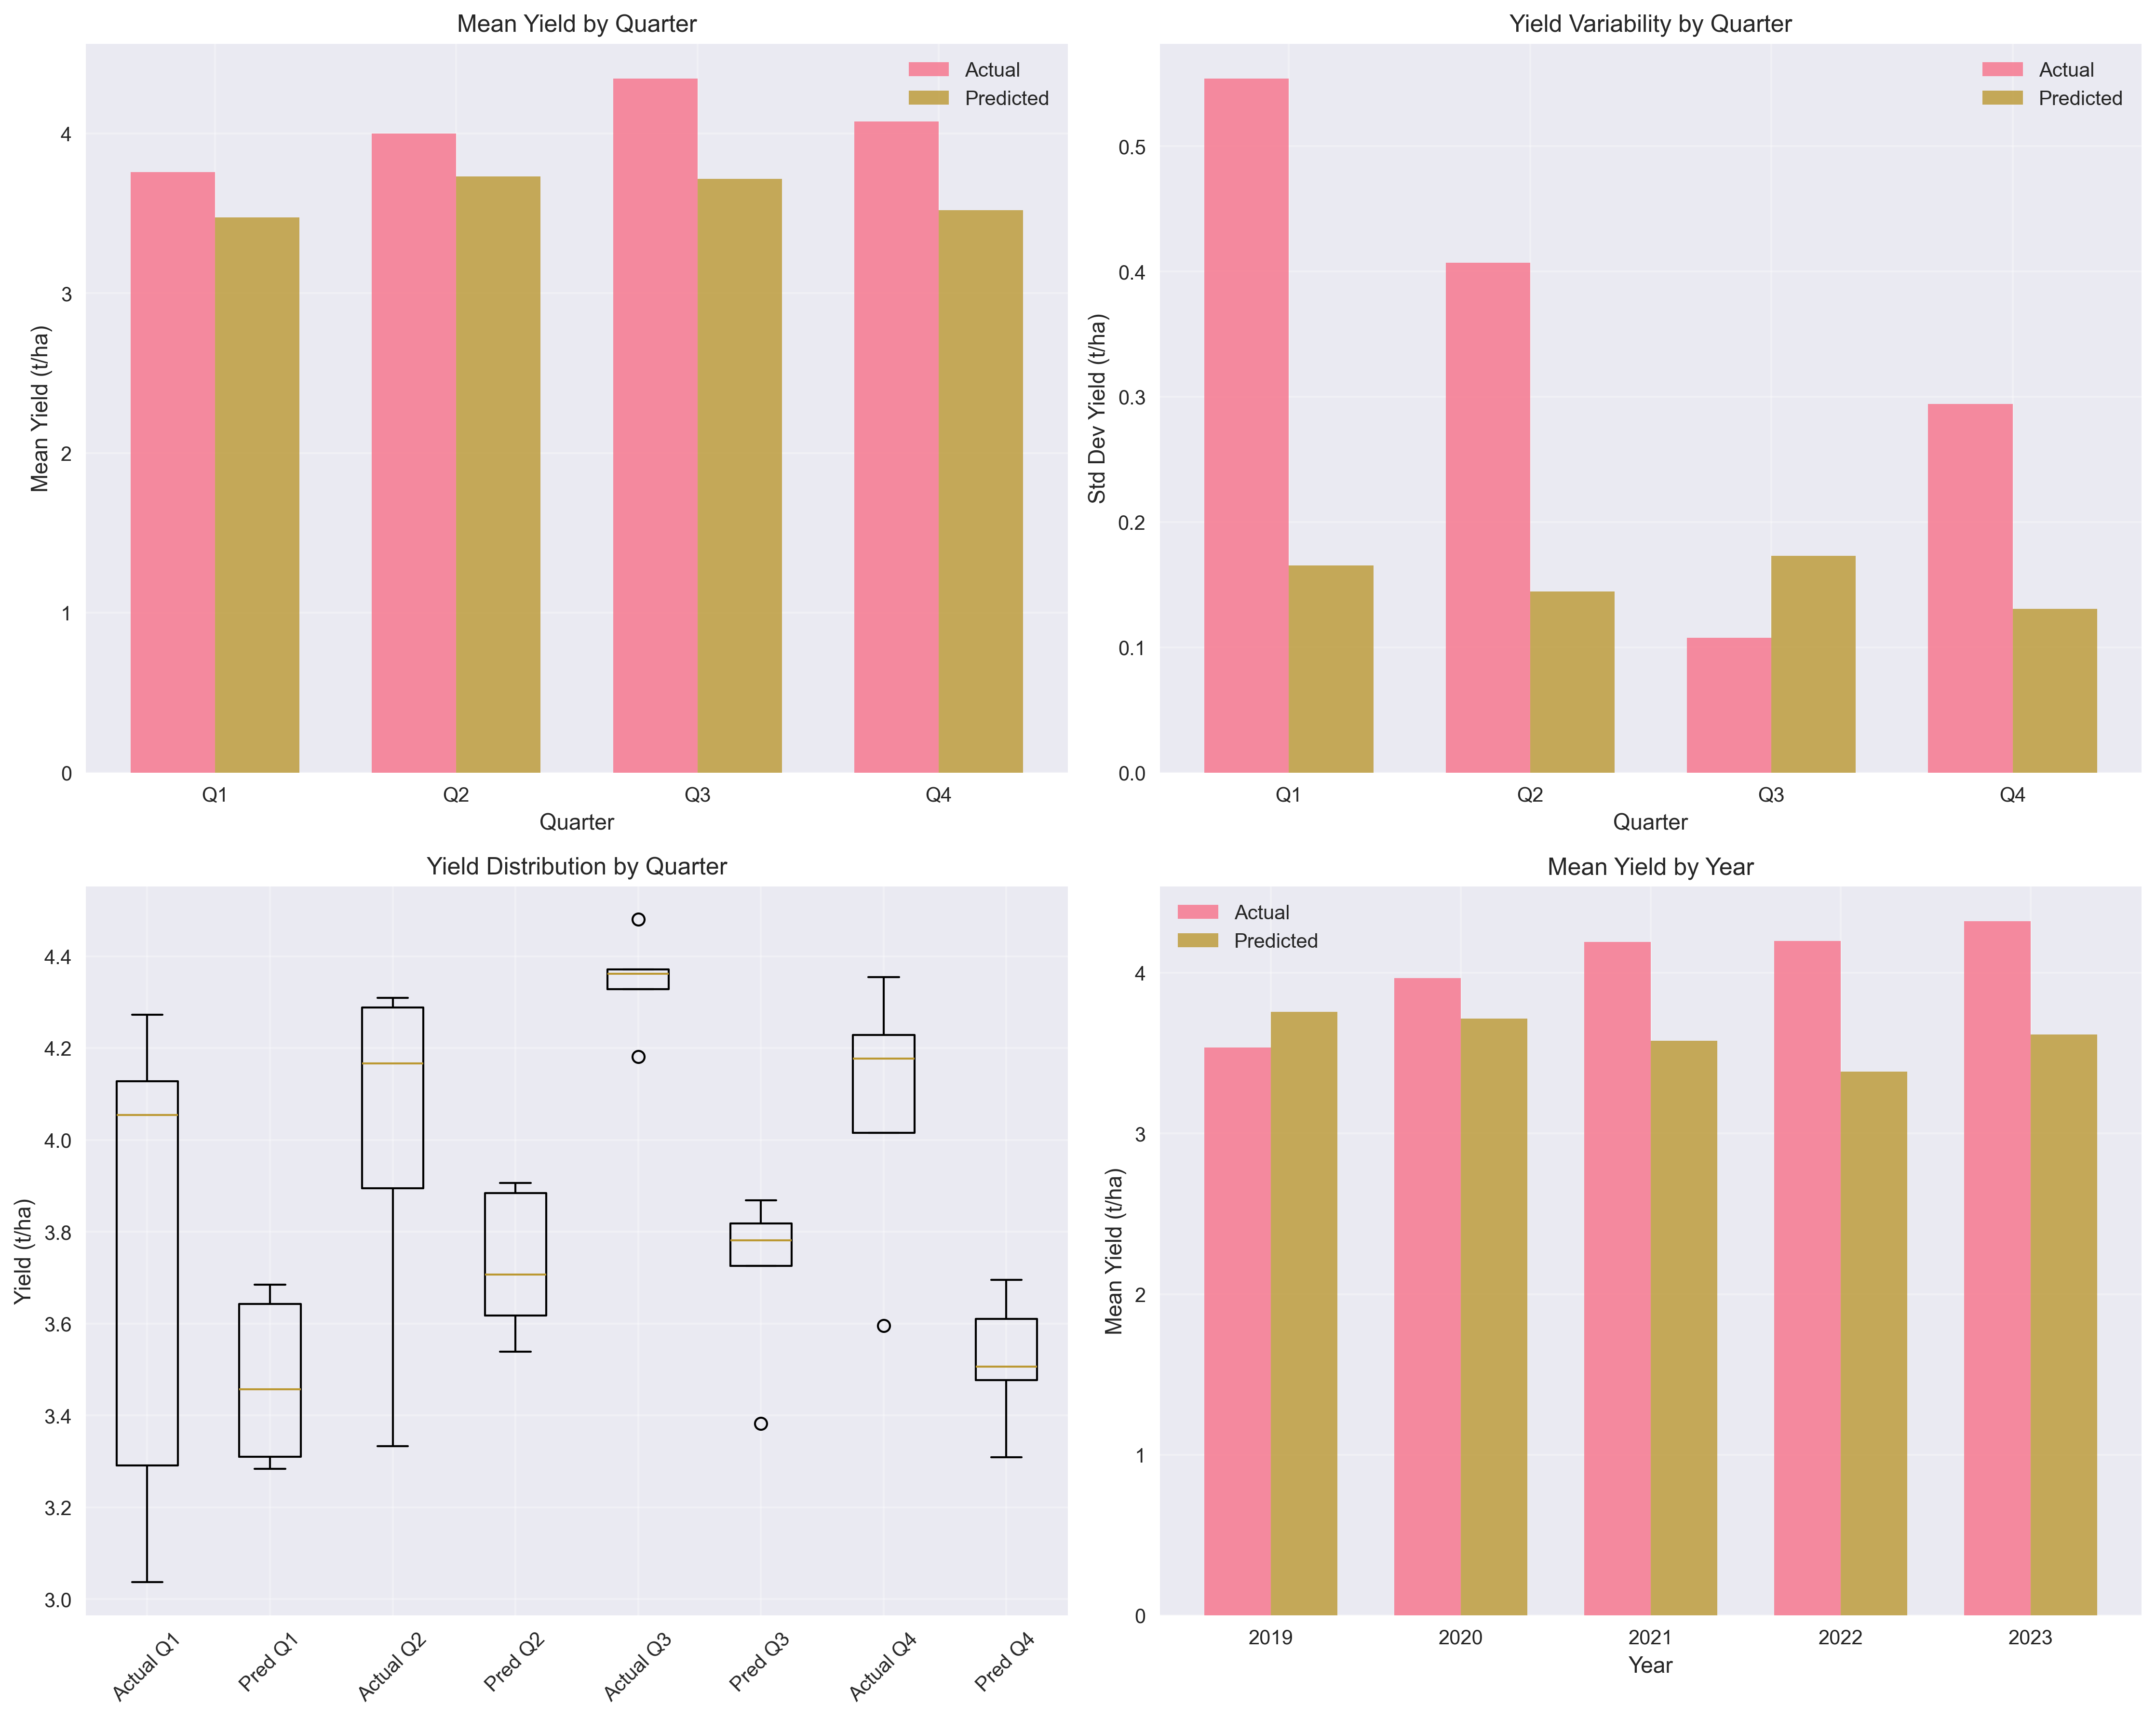 Mean Yield by Quarter
Actual
Predicted
4
3
2
1
0
Mean Yield (t/ha)
Q1 Q2 Q3 Q4
Quarter
Yield Variability by Quarter
Actual
Predicted
0.5
0.4
0.3
0.2
0.1
0.0
Std Dev Yield (t/ha)
Q1 Q2 Q3 Q4
Quarter
Yield Distribution by Quarter
4.4
4.2
4.0
3.8
3.6
3.4
3.2
3.0
Yield (t/ha)
Actual Q1 Pred Q1 Actual Q2 Pred Q2 Actual Q3 Pred Q3 Actual Q4 Pred Q4
Mean Yield by Year
Actual
Predicted
4
3
2
1
0
Mean Yield (t/ha)
2019 2020 2021 2022 2023
Year